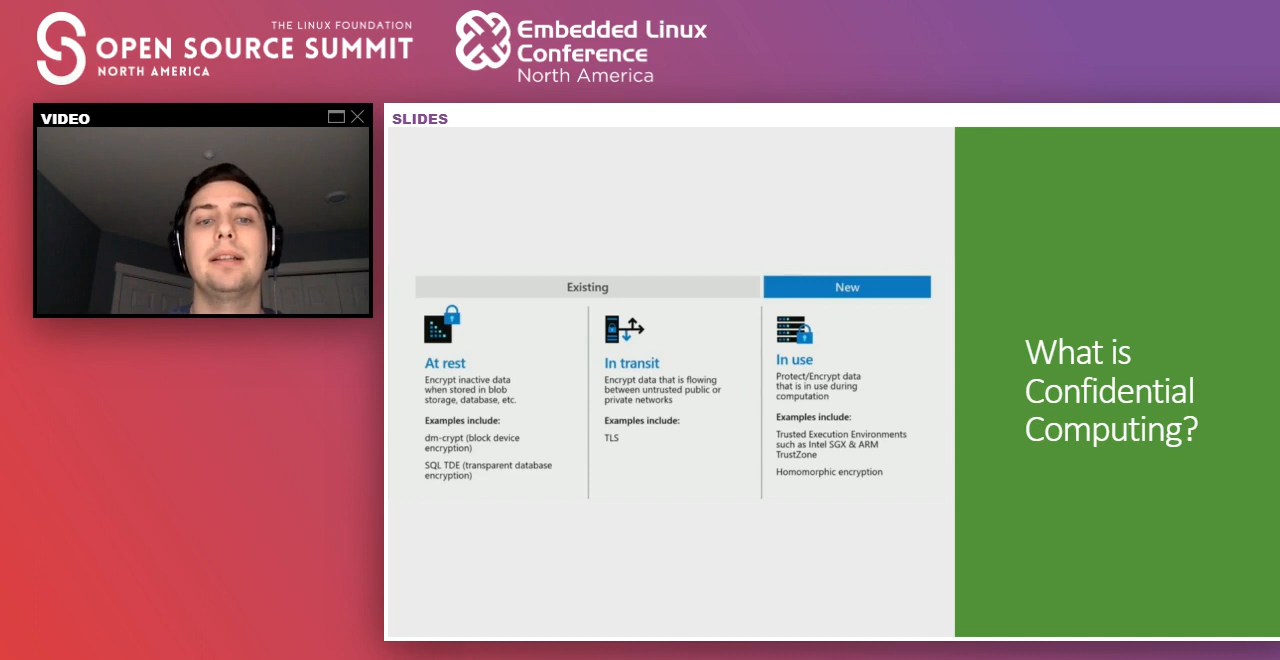 THE LINUX FOUNDATION
OPEN SOURCE SUMMIT
NORTH AMERICA
Embedded Linux
Conference
North America
VIDEO
SLIDES
Existing
New
At rest
Encrypt inactive data
when stored in blob
storage, database, etc.
Examples include:
dm-crypt (block device
encryption)
SQL TDE (transparent database
encryption)
In transit
Encrypt data that is flowing
between untrusted public or
private networks
Examples include:
TLS
In use
Protect/Encrypt data
that is in use during
computation
Examples include:
Trusted Execution Environments
such as Intel SGX & ARM
TrustZone
Homomorphic encryption
What is
Confidential
Computing?